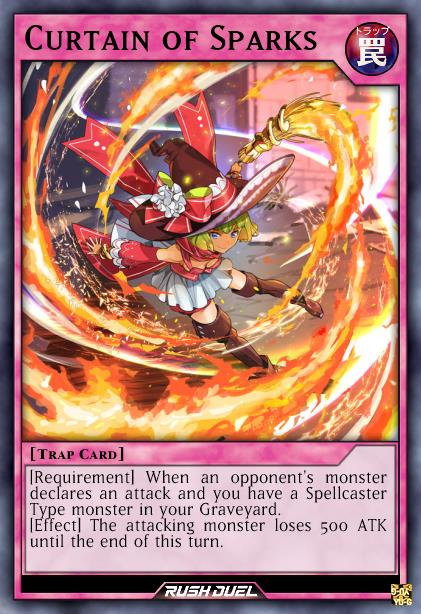 Curtain of Sparks
トラップ
罠
[Trap Card]
[Requirement] When an opponent's monster
declares an attack and you have a Spellcaster
Type monster in your Graveyard.
[Effect] The attacking monster loses 500 ATK
until the end of this turn.
RUSH DUEL